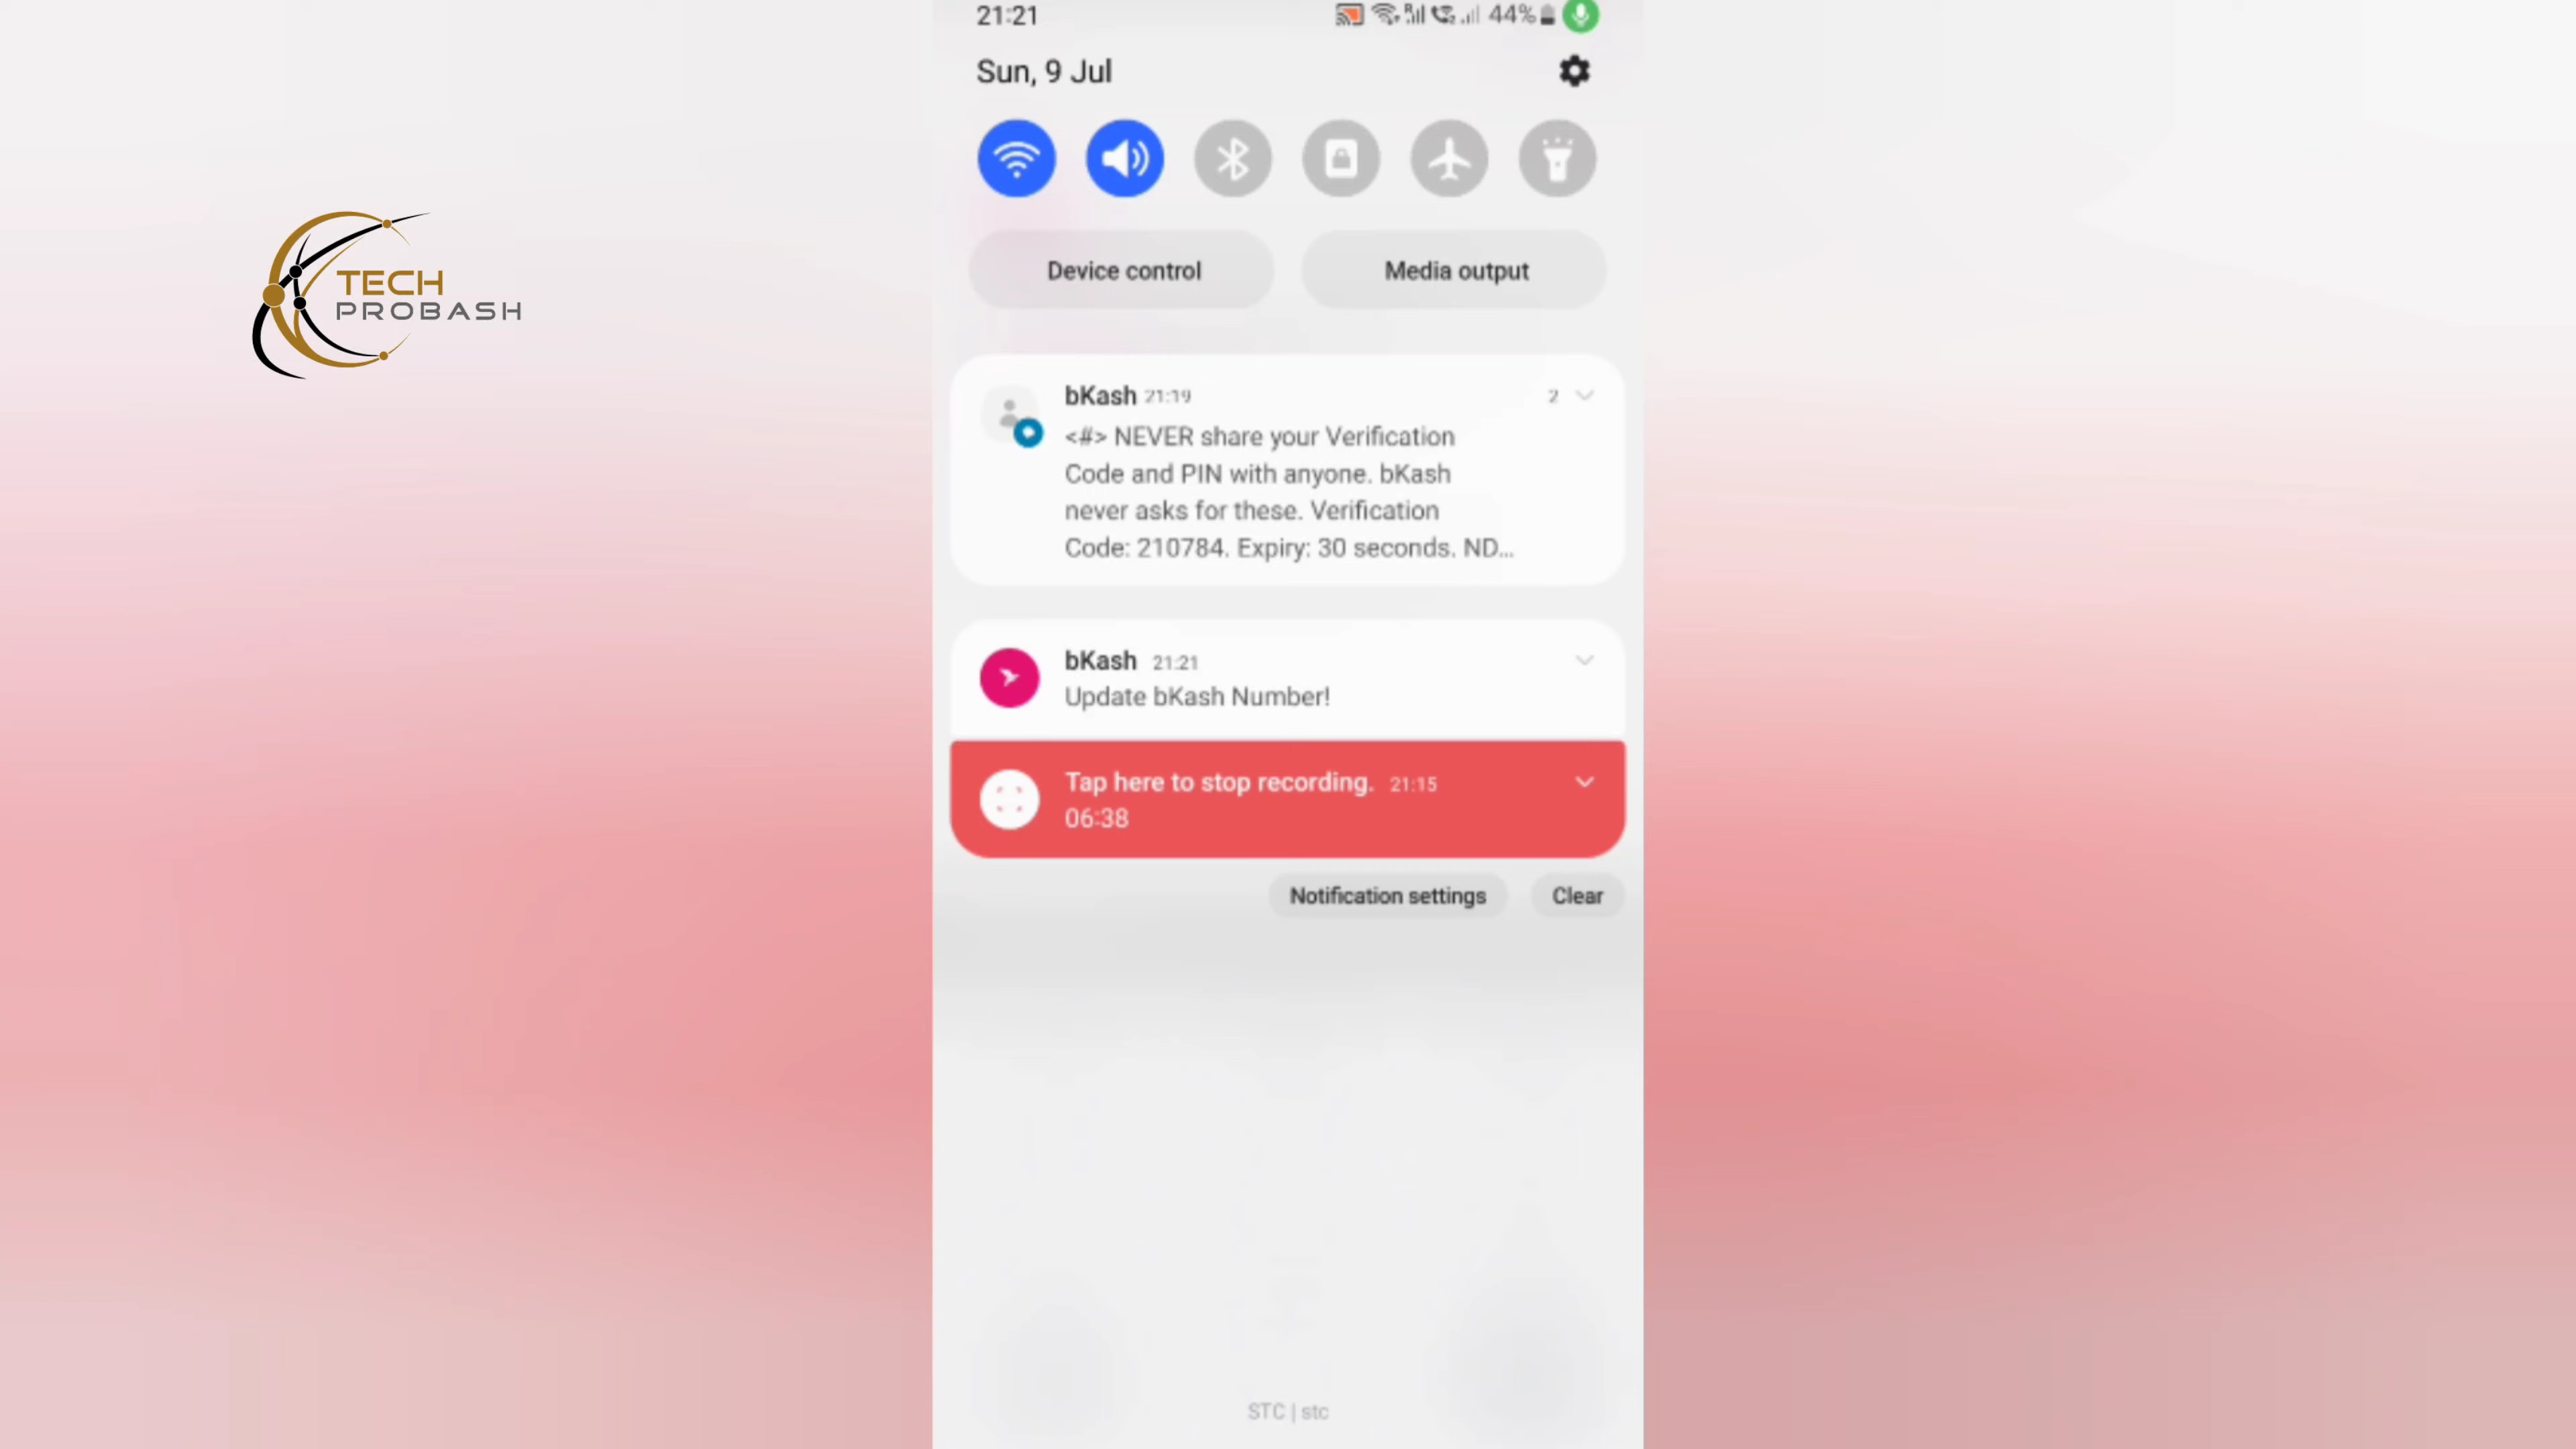 21:21
44%
Sun, 9 Jul
TECH
PROBASH
Device control
Media output
bKash 21:19
2
<#> NEVER share your Verification
Code and PIN with anyone. bKash
never asks for these. Verification
Code: 210784. Expiry: 30 seconds. ND...
bKash 21:21
Update bKash Number!
Tap here to stop recording. 21:15
06:38
Notification settings
Clear
STC | stc